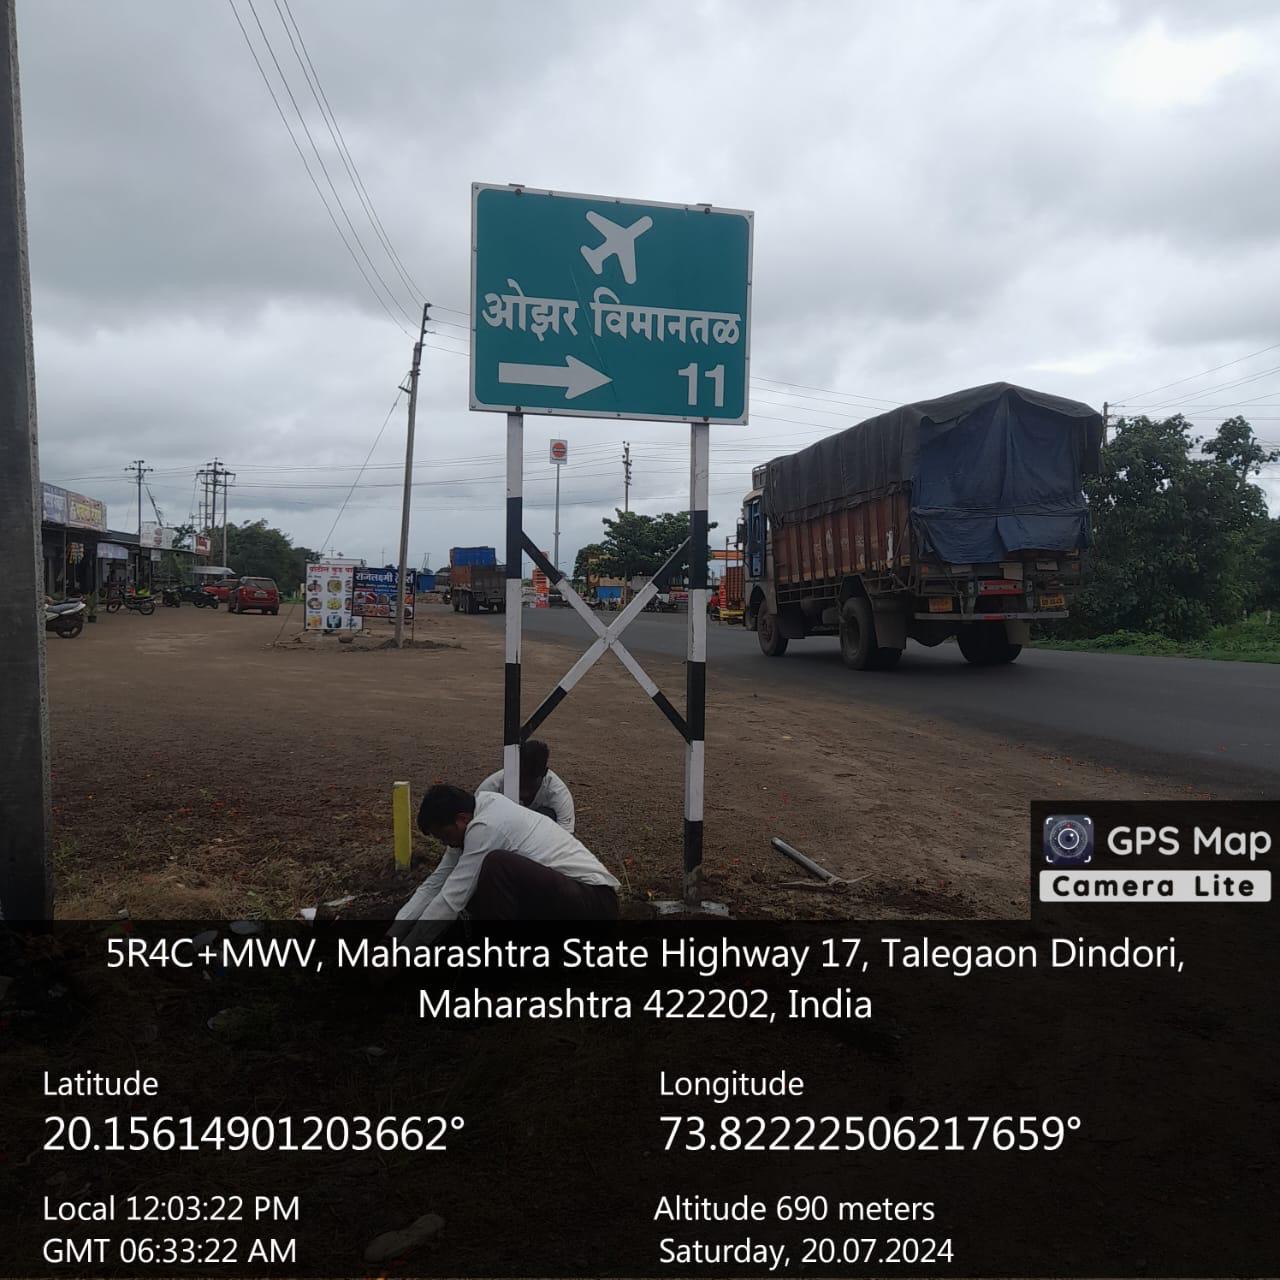 ओझर विमानतळ
11
राजलक्ष्मी
GPS Map
Camera Lite
5R4C+MWV, Maharashtra State Highway 17, Talegaon Dindori,
Maharashtra 422202, India
Latitude
20.15614901203662°
Longitude
73.82222506217659°
Local 12:03:22 PM
GMT 06:33:22 AM
Altitude 690 meters
Saturday, 20.07.2024